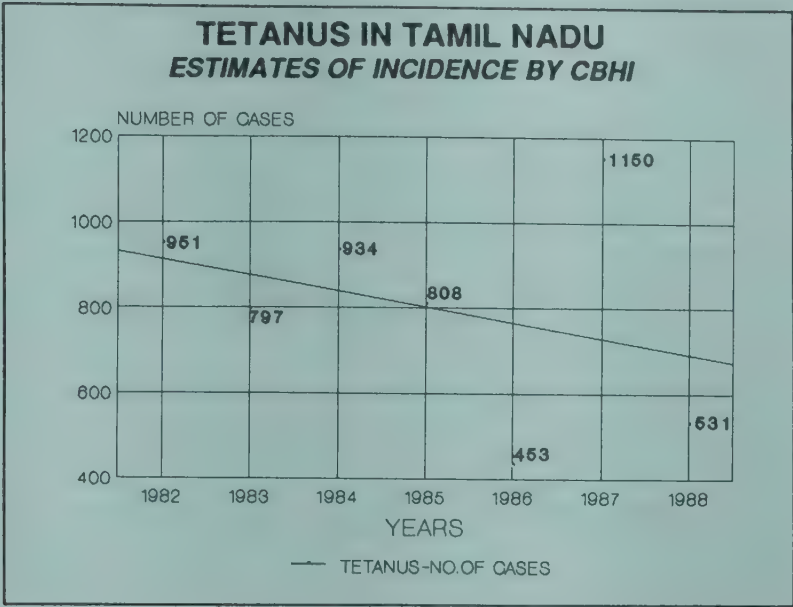 TETANUS IN TAMIL NADU
ESTIMATES OF INCIDENCE BY CBHI
NUMBER OF CASES
1200
1150
1000
951
934
800
808
797
600
531
453
400
1982 1983 1984 1985 1986 1987 1988
YEARS
TETANUS-NO.OF CASES